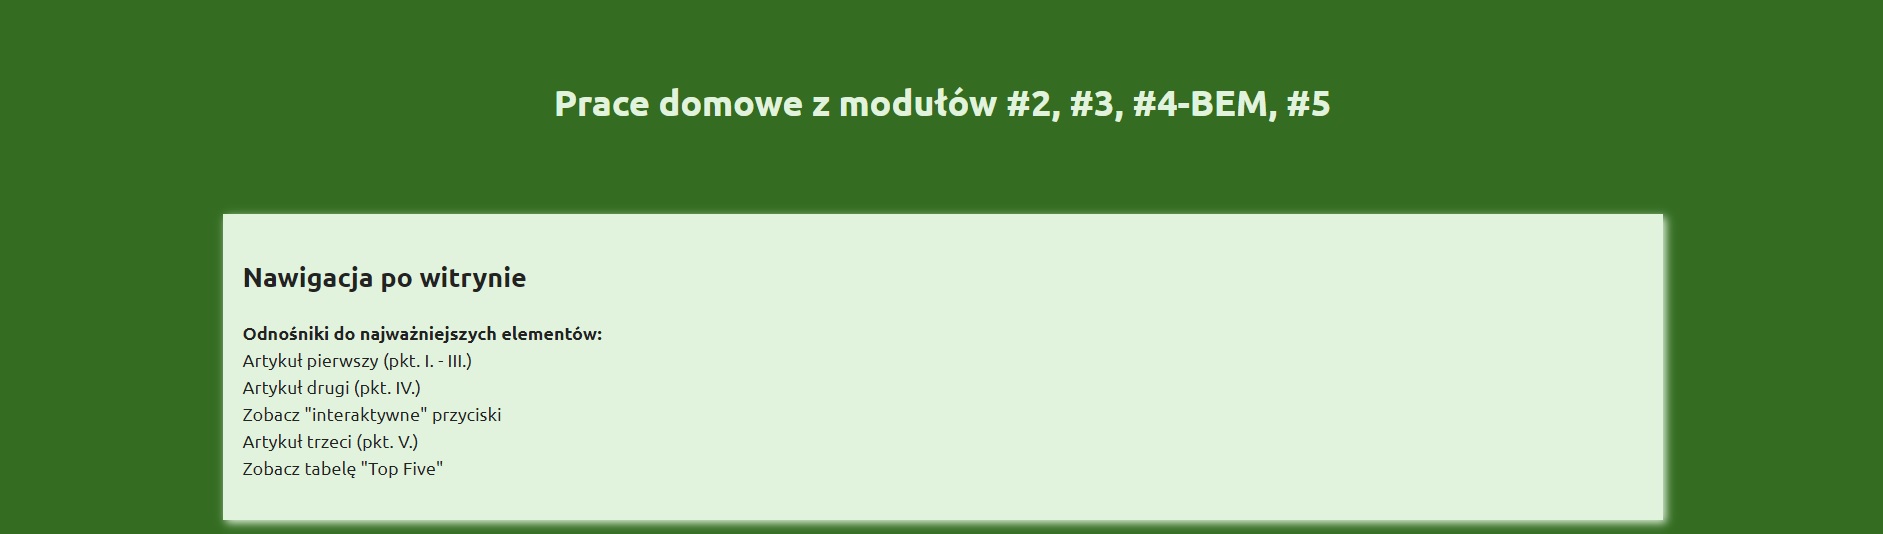 Prace domowe z modułów #2, #3, #4-BEM, #5
Nawigacja po witrynie
Odnośniki do najważniejszych elementów:
Artykuł pierwszy (pkt. I. - III.)
Artykuł drugi (pkt. IV.)
Zobacz "interaktywne" przyciski
Artykuł trzeci (pkt. V.)
Zobacz tabelę "Top Five"